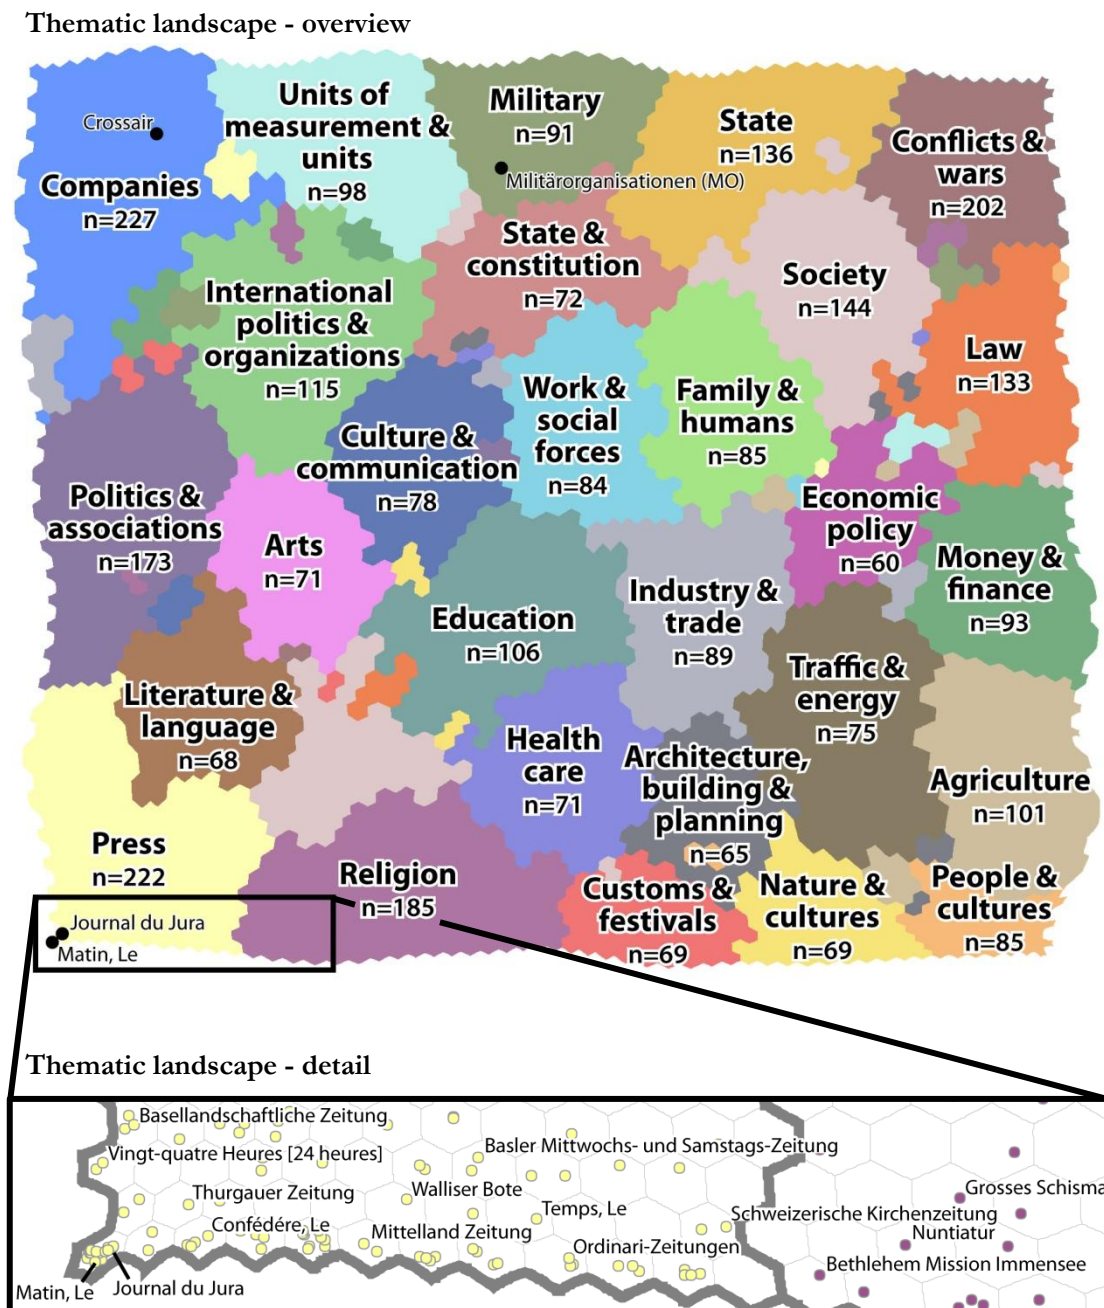 Thematic landscape - overview
Units of
measurement &
units
n=98
Military
n=91
State
n=136
Conflicts &
wars
n=202
Crossair
Companies
n=227
Militärorganisationen (MO)
State &
constitution
n=72
Society
n=144
International
politics &
organizations
n=115
Law
n=133
Work &
social
forces
n=84
Family &
humans
n=85
Culture &
communication
n=78
Politics &
associations
n=173
Arts
n=71
Economic
policy
n=60
Money &
finance
n=93
Education
n=106
Industry &
trade
n=89
Traffic &
energy
n=75
Literature &
language
n=68
Health
care
n=71
Architecture,
building &
planning
n=65
Agriculture
n=101
Press
n=222
Religion
n=185
Customs &
festivals
n=69
Nature &
cultures
n=69
People &
cultures
n=85
Journal du Jura
Matin, Le
Thematic landscape - detail
Basellandschaftliche Zeitung
Basler Mittwochs- und Samstags-Zeitung
Vingt-quatre Heures [24 heures]
Thurgauer Zeitung
Walliser Bote
Grosses Schisma
Temps, Le
Schweizerische Kirchenzeitung
Confédéré, Le
Mittelland Zeitung
Nuntiatur
Ordinari-Zeitungen
Bethlehem Mission Immensee
Matin, Le
Journal du Jura